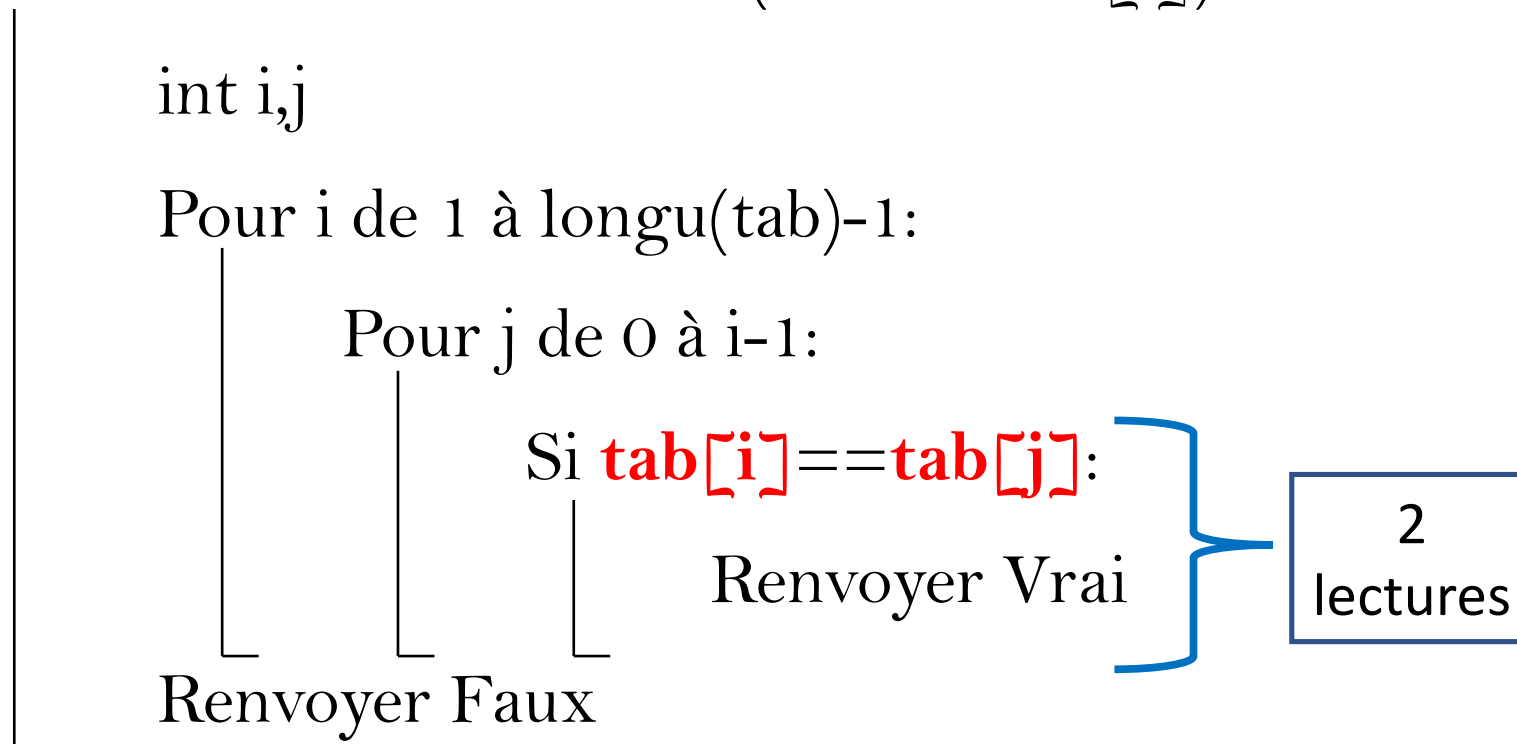 int i,j
Pour i de 1 à longu(tab)-1:
Pour j de 0 à i-1:
Si tab[i]==tab[j]:
2
lectures
Renvoyer Vrai
Renvoyer Faux